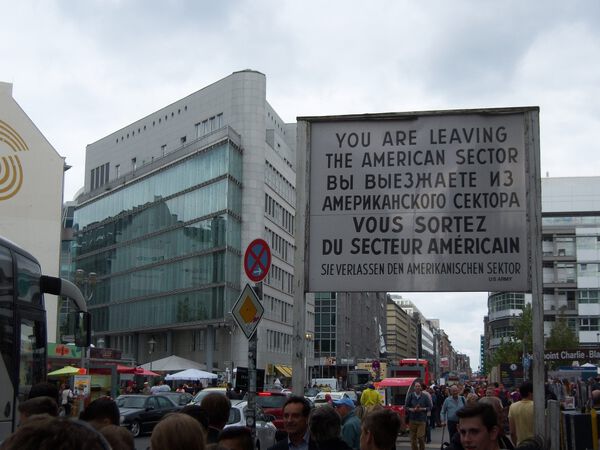 YOU ARE LEAVING
THE AMERICAN SECTOR
ВЫ ВЫЕЗЖАЕТЕ ИЗ
АМЕРИКАНСКОГО СЕКТОРА
VOUS SORTEZ
DU SECTEUR AMÉRICAIN
SIE VERLASSEN DEN AMERIKANISCHEN SEKTOR
US ARMY
point Charlie